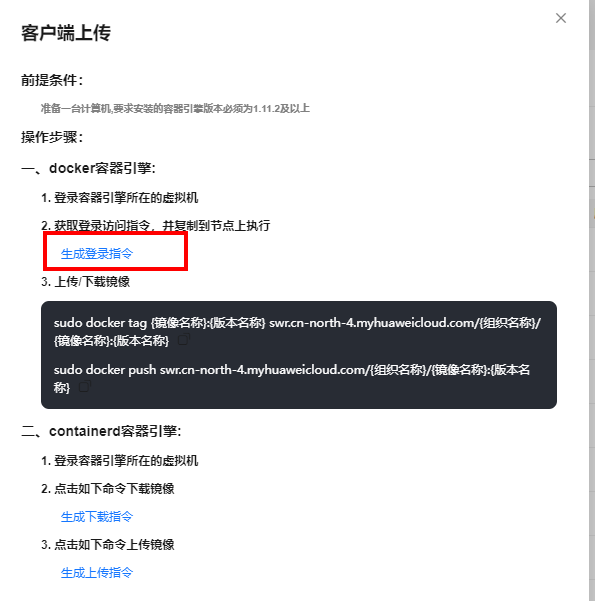 客户端上传
前提条件：
准备一台计算机,要求安装的容器引擎版本必须为1.11.2及以上
操作步骤：
一、docker容器引擎:
1. 登录容器引擎所在的虚拟机
2. 获取登录访问指令，并复制到节点上执行
生成登录指令
3. 上传/下载镜像
sudo docker tag {镜像名称}:{版本名称} swr.cn-north-4.myhuaweicloud.com/{组织名称}/
{镜像名称}:{版本名称}
sudo docker push swr.cn-north-4.myhuaweicloud.com/{组织名称}/{镜像名称}:{版本名
称}
二、containerd容器引擎:
1. 登录容器引擎所在的虚拟机
2. 点击如下命令下载镜像
生成下载指令
3. 点击如下命令上传镜像
生成上传指令